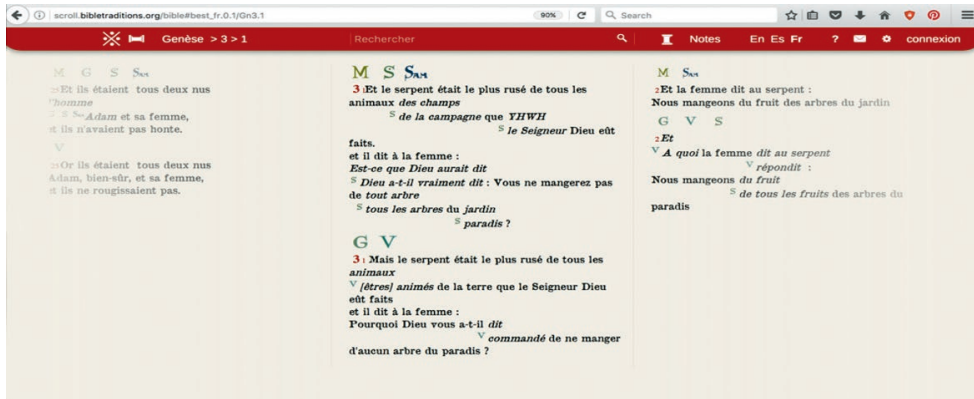 scroll.bibletraditions.org/bible#best_fr.0.1/Gn3.1
90%
Search
Genèse > 3 > 1
Rechercher
Notes
En Es Fr
?
connexion
M G S Sam
Et ils étaient tous deux nus
l'homme
G S Sam Adam et sa femme,
et ils n'avaient pas honte.
V
Or ils étaient tous deux nus
Adam, bien-sûr, et sa femme,
et ils ne rougissaient pas.
M S Sam
3 1Et le serpent était le plus rusé de tous les
animaux des champs
S de la campagne que YHWH
S le Seigneur Dieu eût
faits.
et il dit à la femme :
Est-ce que Dieu aurait dit
S Dieu a-t-il vraiment dit : Vous ne mangerez pas
de tout arbre
S tous les arbres du jardin
S paradis ?
G V
3 1 Mais le serpent était le plus rusé de tous les
animaux
V [êtres] animés de la terre que le Seigneur Dieu
eût faits
et il dit à la femme :
Pourquoi Dieu vous a-t-il dit
V commandé de ne manger
d'aucun arbre du paradis ?
M Sam
2Et la femme dit au serpent :
Nous mangeons du fruit des arbres du jardin
G V S
2Et
V A quoi la femme dit au serpent
V répondit :
Nous mangeons du fruit
S de tous les fruits des arbres du
paradis